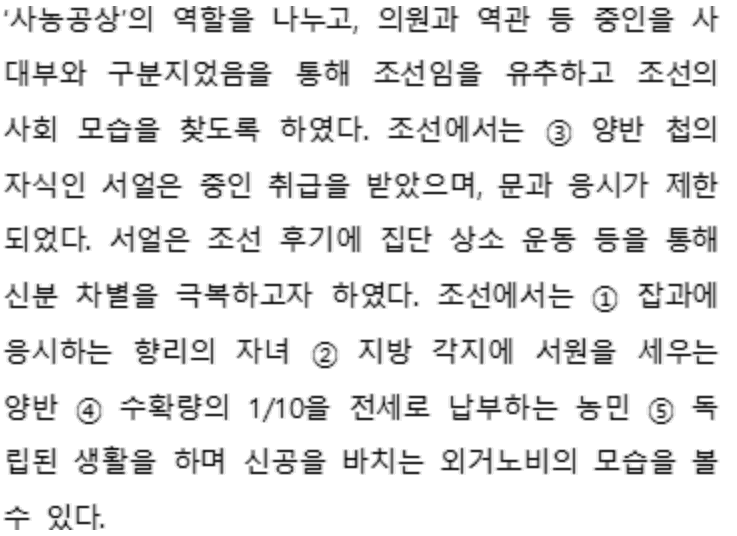 '사농공상'의 역할을 나누고, 의원과 역관 등 중인을 사
대부와 구분지었음을 통해 조선임을 유추하고 조선의
사회 모습을 찾도록 하였다. 조선에서는 ③ 양반 첩의
자식인 서얼은 중인 취급을 받았으며, 문과 응시가 제한
되었다. 서얼은 조선 후기에 집단 상소 운동 등을 통해
신분 차별을 극복하고자 하였다. 조선에서는 ① 잡과에
응시하는 향리의 자녀 ② 지방 각지에 서원을 세우는
양반 ④ 수확량의 1/10을 전세로 납부하는 농민 ⑤ 독
립된 생활을 하며 신공을 바치는 외거노비의 모습을 볼
수 있다.